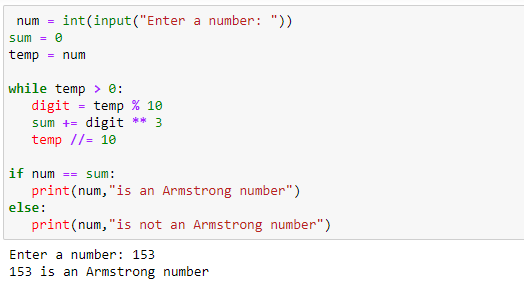 num = int(input("Enter a number: "))
sum = 0
temp = num
while temp > 0:
digit = temp % 10
sum += digit ** 3
temp //= 10
if num == sum:
print(num,"is an Armstrong number")
else:
print(num,"is not an Armstrong number")
Enter a number: 153
153 is an Armstrong number